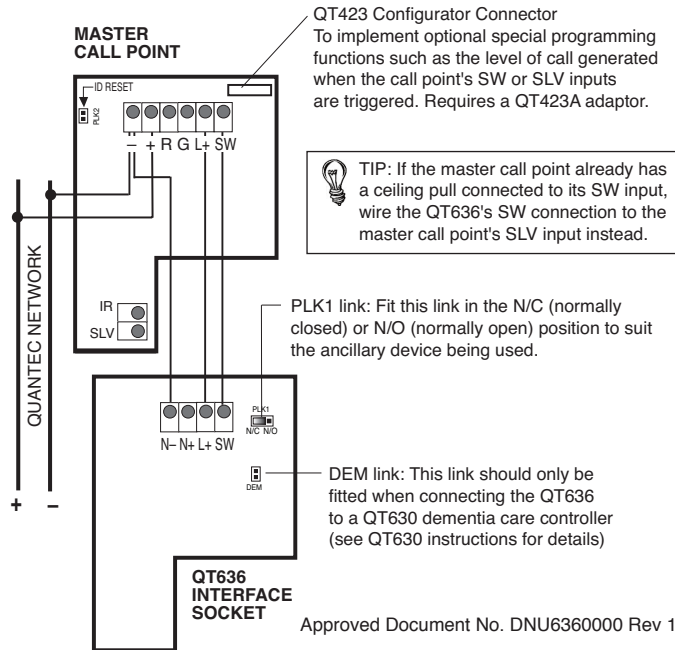 QT423 Configurator Connector
To implement optional special programming
functions such as the level of call generated
when the call point's SW or SLV inputs
are triggered. Requires a QT423A adaptor.
MASTER
CALL POINT
ID RESET
PLK2
– + R G L+ SW
TIP: If the master call point already has
a ceiling pull connected to its SW input,
wire the QT636's SW connection to the
master call point's SLV input instead.
QUANTEC NETWORK
IR
SLV
PLK1 link: Fit this link in the N/C (normally
closed) or N/O (normally open) position to suit
the ancillary device being used.
PLK1
N/C N/O
N– N+ L+ SW
DEM
DEM link: This link should only be
fitted when connecting the QT636
to a QT630 dementia care controller
(see QT630 instructions for details)
+ –
QT636
INTERFACE
SOCKET
Approved Document No. DNU6360000 Rev 1